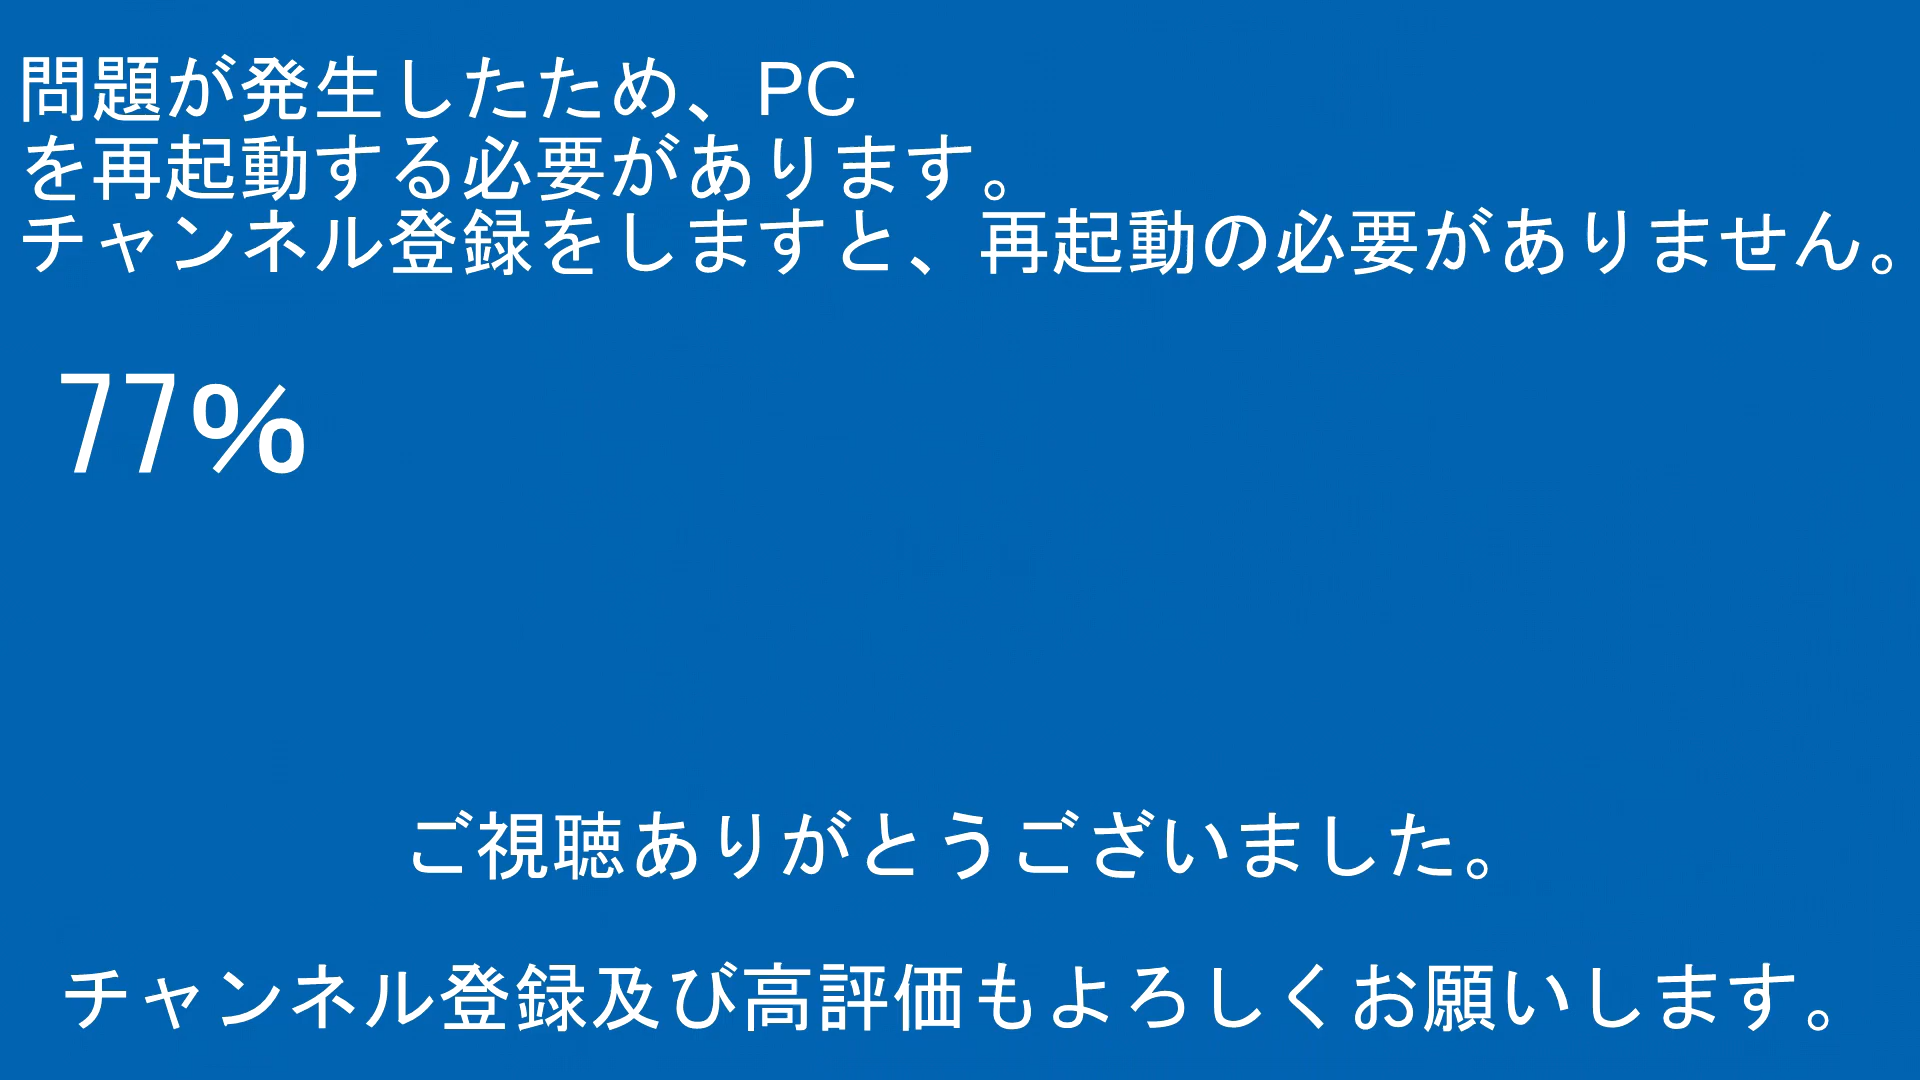 問題が発生したため、PC
を再起動する必要があります。
チャンネル登録をしますと、再起動の必要がありません。
77%
ご視聴ありがとうございました。
チャンネル登録及び高評価もよろしくお願いします。